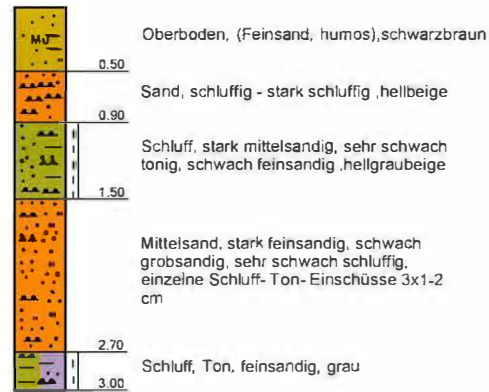 Oberboden, (Feinsand, humos),schwarzbraun
MU
0.50
Sand, schluffig - stark schluffig ,hellbeige
0.90
Schluff, stark mittelsandig, sehr schwach
tonig, schwach feinsandig ,hellgraubeige
1.50
Mittelsand, stark feinsandig, schwach
grobsandig, sehr schwach schluffig,
einzelne Schluff- Ton- Einschüsse 3x1-2
cm
2.70
Schluff, Ton, feinsandig, grau
3.00